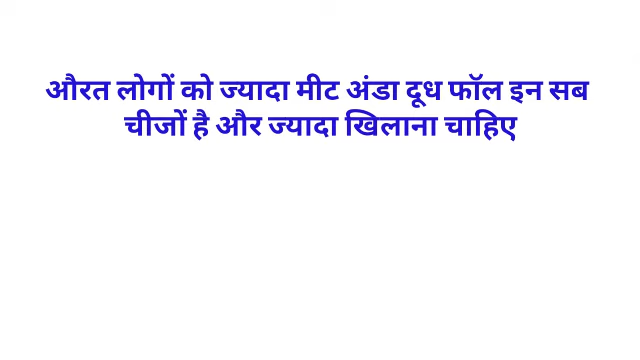 औरत लोगों को ज्यादा मीट अंडा दूध फॉल इन सब
चीजों है और ज्यादा खिलाना चाहिए